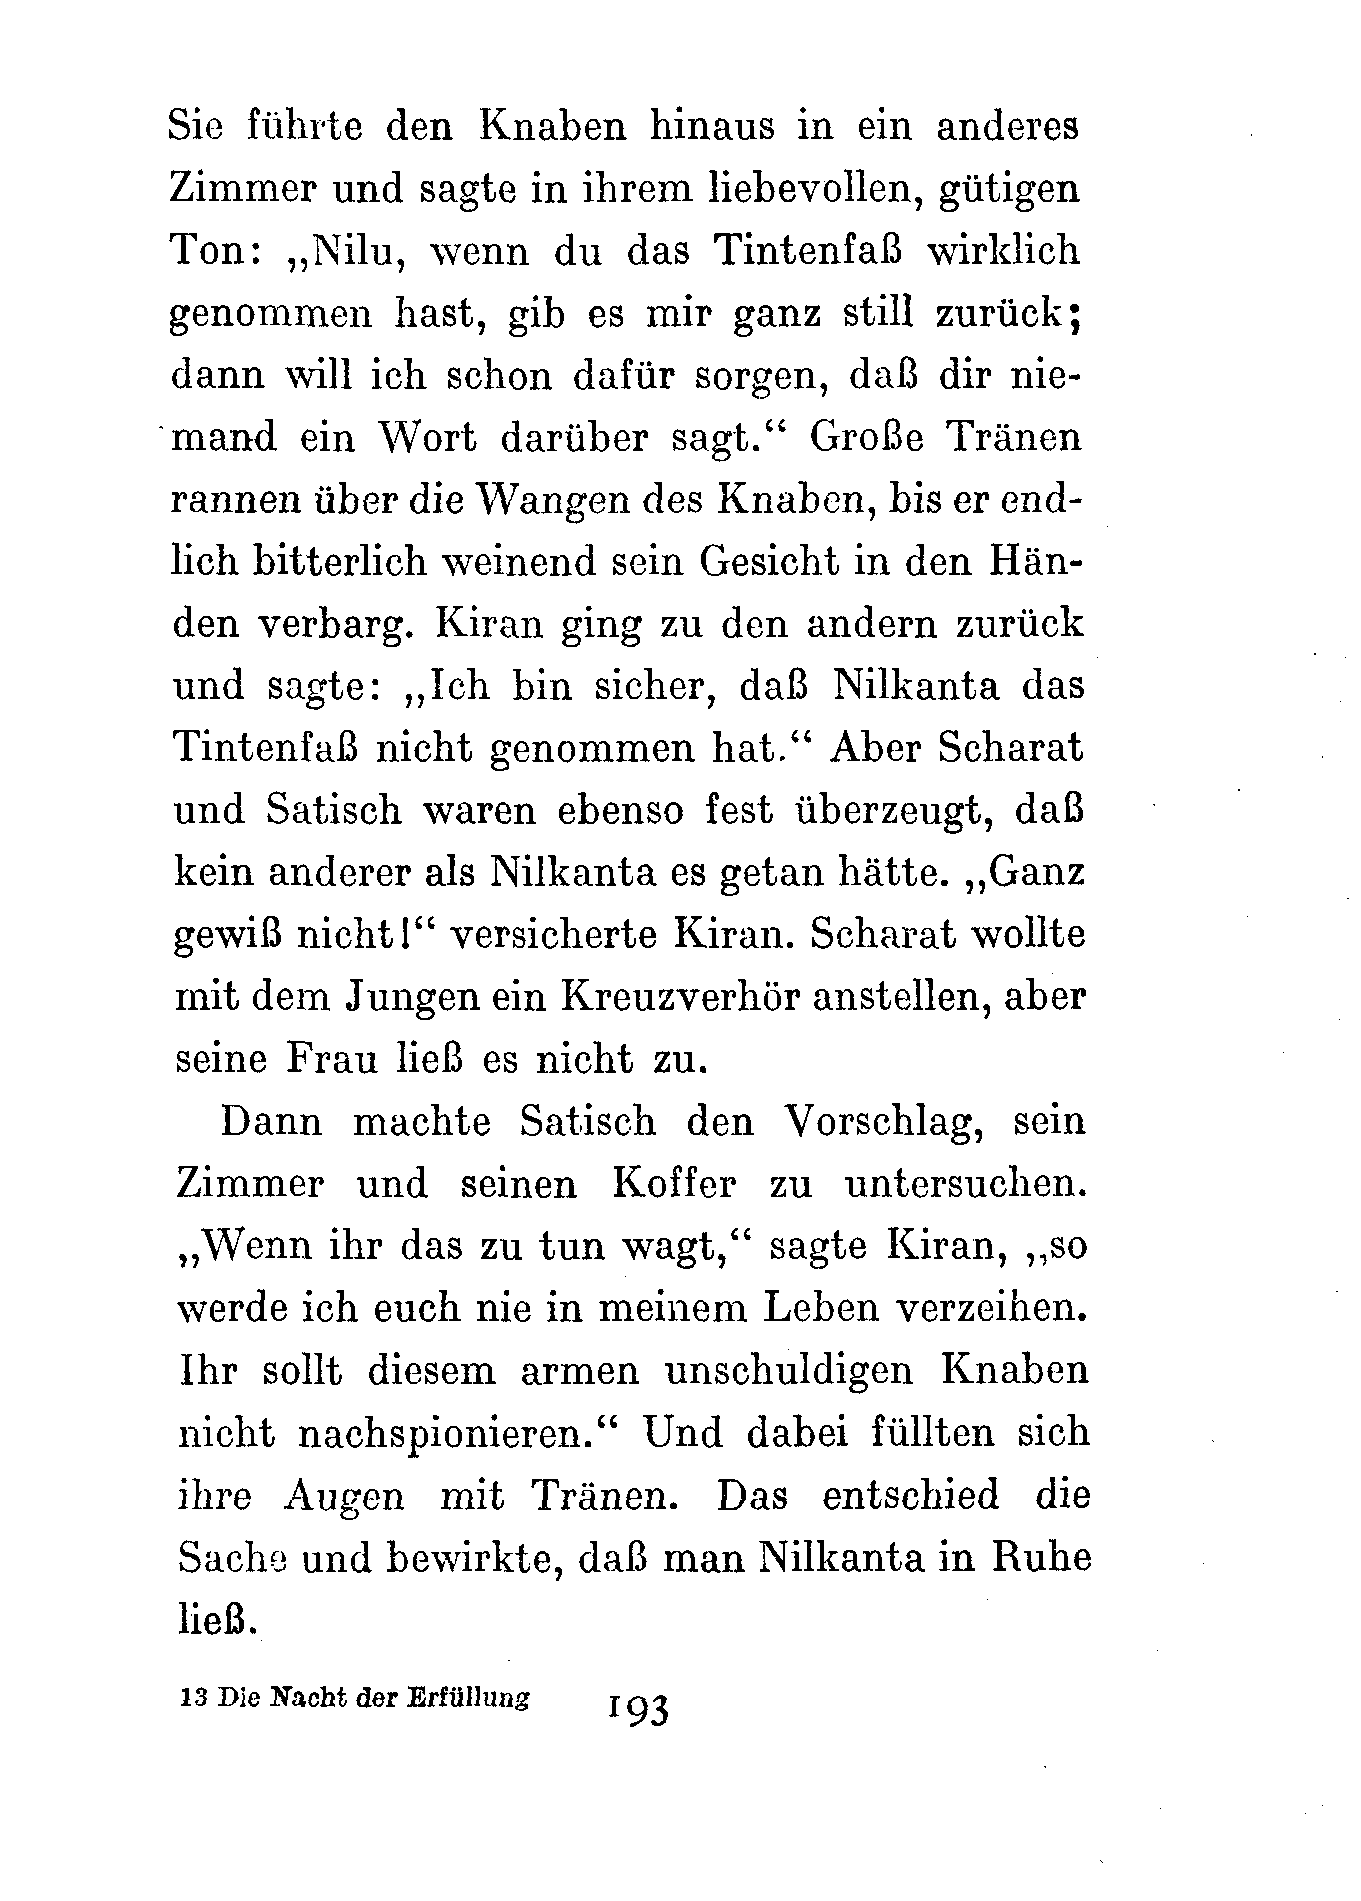 Sie führte den Knaben hinaus in ein anderes
Zimmer und sagte in ihrem liebevollen, gütigen
Ton: „Nilu, wenn du das Tintenfaß wirklich
genommen hast, gib es mir ganz still zurück;
dann will ich schon dafür sorgen, daß dir nie-
mand ein Wort darüber sagt.“ Große Tränen
rannen über die Wangen des Knaben, bis er end-
lich bitterlich weinend sein Gesicht in den Hän-
den verbarg. Kiran ging zu den andern zurück
und sagte: „Ich bin sicher, daß Nilkanta das
Tintenfaß nicht genommen hat.“ Aber Scharat
und Satisch waren ebenso fest überzeugt, daß
kein anderer als Nilkanta es getan hätte. „Ganz
gewiß nicht!“ versicherte Kiran. Scharat wollte
mit dem Jungen ein Kreuzverhör anstellen, aber
seine Frau ließ es nicht zu.
Dann machte Satisch den Vorschlag, sein
Zimmer und seinen Koffer zu untersuchen.
„Wenn ihr das zu tun wagt,“ sagte Kiran, „so
werde ich euch nie in meinem Leben verzeihen.
Ihr sollt diesem armen unschuldigen Knaben
nicht nachspionieren.“ Und dabei füllten sich
ihre Augen mit Tränen. Das entschied die
Sache und bewirkte, daß man Nilkanta in Ruhe
ließ.
13 Die Nacht der Erfüllung 193